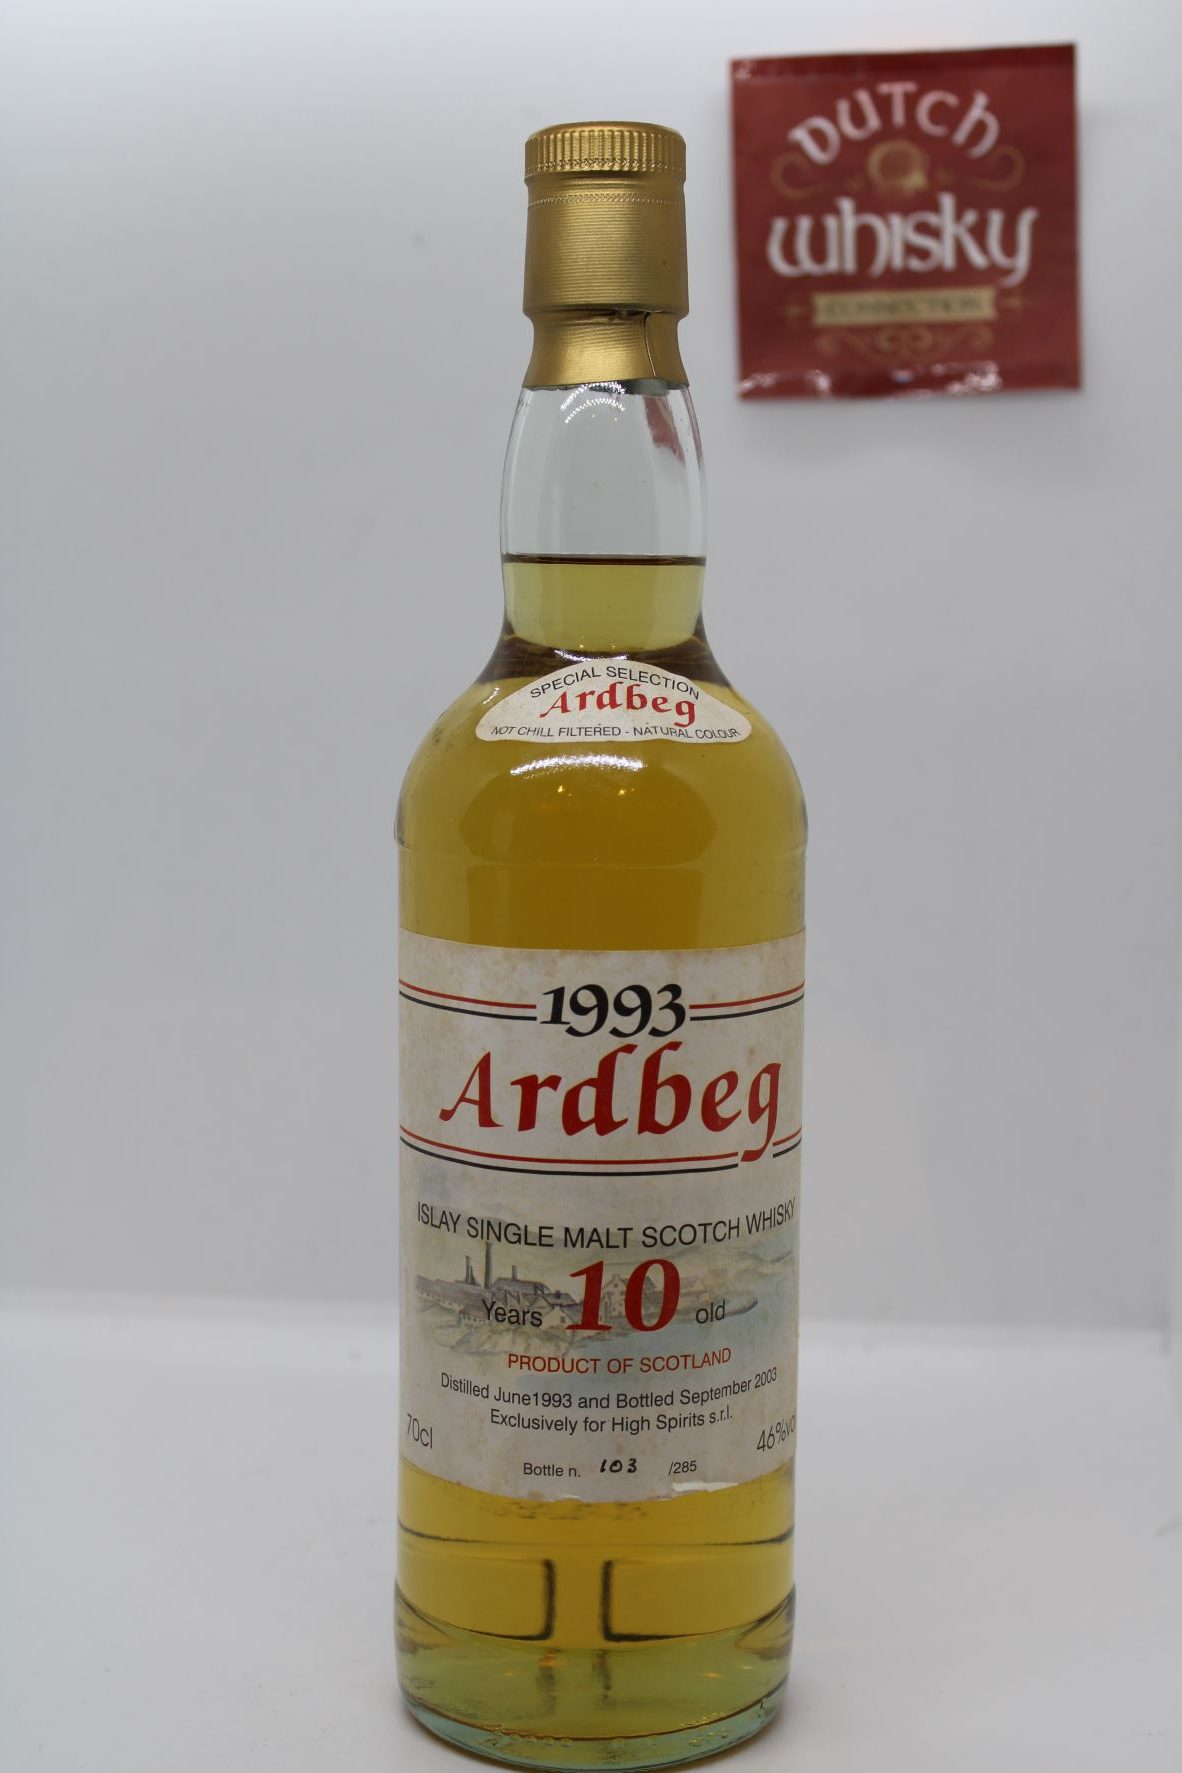 DUTCH
whisky
CONNECTION
SPECIAL SELECTION
Ardbeg
NOT CHILL FILTERED - NATURAL COLOUR
1993
Ardbeg
ISLAY SINGLE MALT SCOTCH WHISKY
Years 10 old
PRODUCT OF SCOTLAND
Distilled June1993 and Bottled September 2003
Exclusively for High Spirits s.r.l.
70cl 46%vo
Bottle n. 103 /285